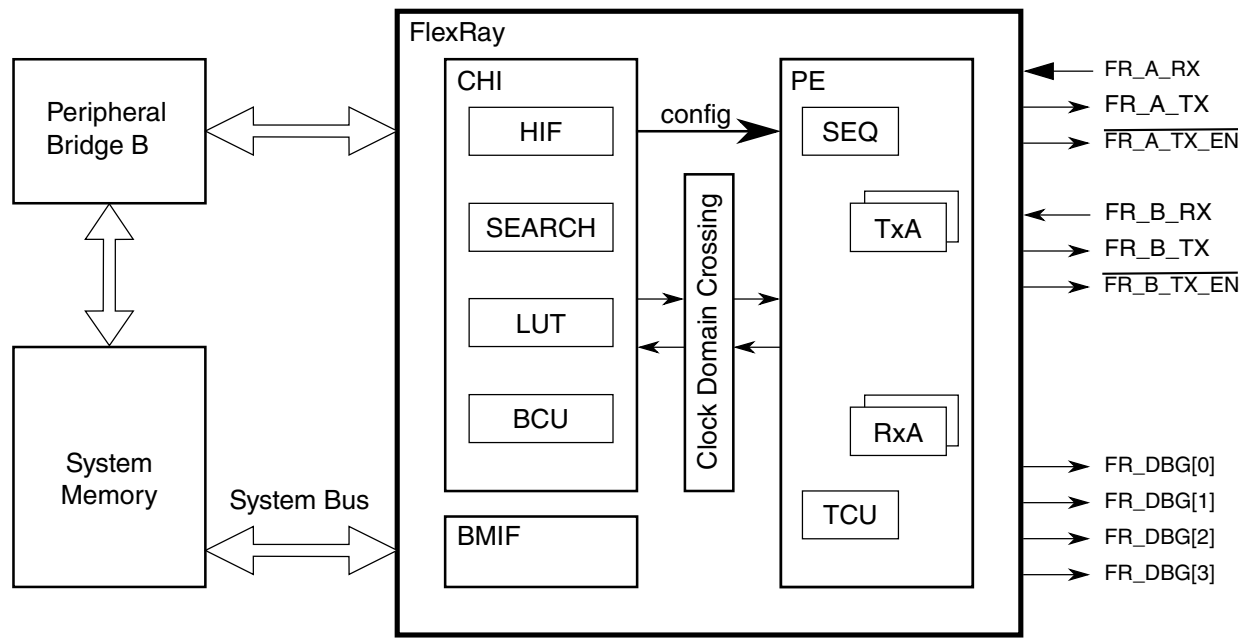 FlexRay
Peripheral
Bridge B
System
Memory
System Bus
CHI
HIF
SEARCH
LUT
BCU
BMIF
config
Clock Domain Crossing
PE
SEQ
TxA
RxA
TCU
FR_A_RX
FR_A_TX
FR_A_TX_EN
FR_B_RX
FR_B_TX
FR_B_TX_EN
FR_DBG[0]
FR_DBG[1]
FR_DBG[2]
FR_DBG[3]